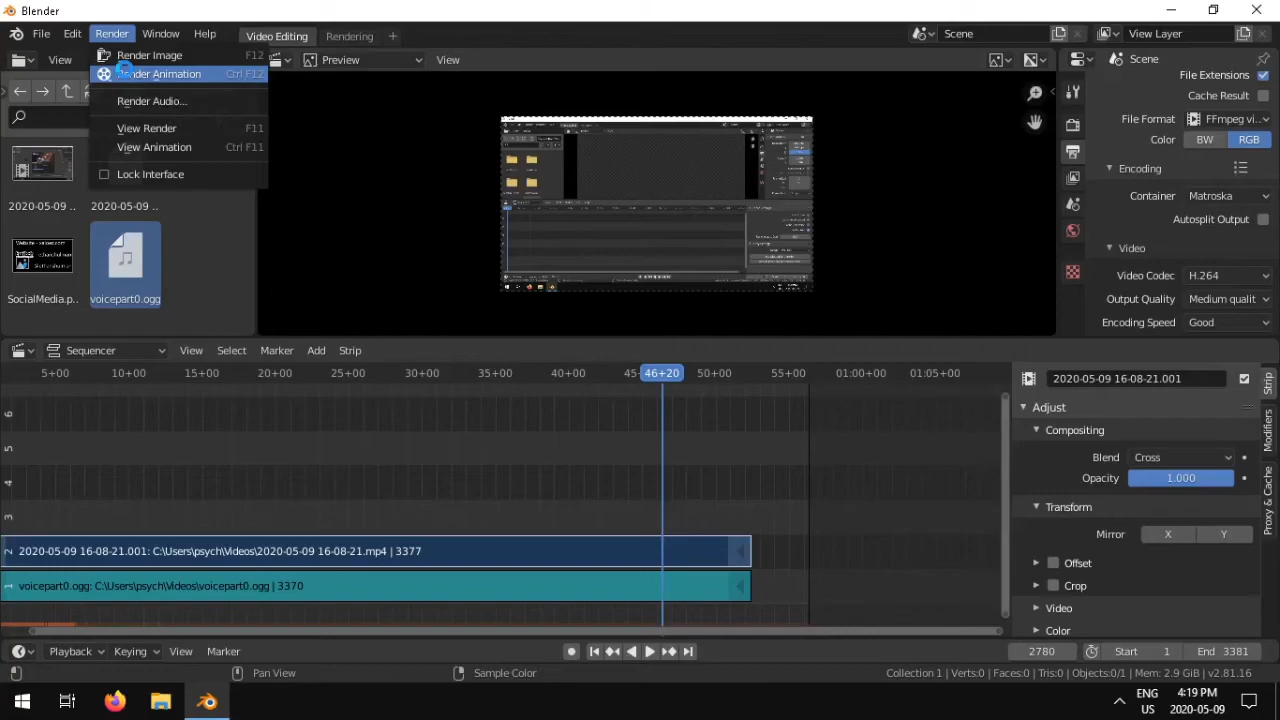 Blender
File Edit Render Window Help
Video Editing Rendering
Scene
View Layer
View
Preview
View
Scene
Render Image F12
Render Animation Ctrl F12
Render Audio...
View Render F11
View Animation Ctrl F11
Lock Interface
File Extensions
Cache Result
File Format FFmpeg vi...
Color BW RGB
Encoding
Container Matroska
Autosplit Output
Video
Video Codec H.264
Output Quality Medium qualit
Encoding Speed Good
2020-05-09 .. 2020-05-09 ..
SocialMedia.p.. voicepart0.ogg
Sequencer View Select Marker Add Strip
5+00 10+00 15+00 20+00 25+00 30+00 35+00 40+00 45+ 46+20 50+00 55+00 01:00+00 01:05+00
6
5
4
3
2 2020-05-09 16-08-21.001: C:\Users\psych\Videos\2020-05-09 16-08-21.mp4 | 3377
1 voicepart0.ogg: C:\Users\psych\Videos\voicepart0.ogg | 3370
2020-05-09 16-08-21.001
Adjust
Compositing
Blend Cross
Opacity 1.000
Transform
Mirror X Y
Offset
Crop
Video
Color
Strip
Modifiers
Proxy & Cache
Playback Keying View Marker
2780 Start 1 End 3381
Pan View
Sample Color
Collection 1 | Verts:0 | Faces:0 | Tris:0 | Objects:0/1 | Mem: 2.9 GiB | v2.81.16
ENG
US
4:19 PM
2020-05-09